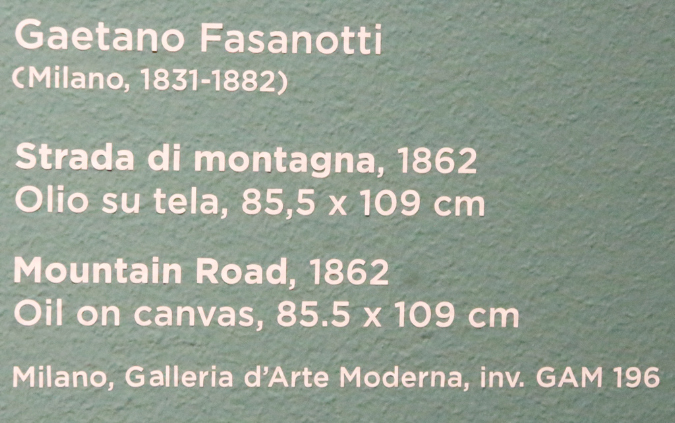 Gaetano Fasanotti
(Milano, 1831-1882)
Strada di montagna, 1862
Olio su tela, 85,5 x 109 cm
Mountain Road, 1862
Oil on canvas, 85.5 x 109 cm
Milano, Galleria d'Arte Moderna, inv. GAM 196